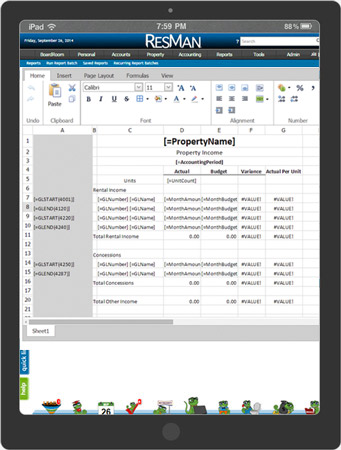 iPad 7:59 PM 88 %
Friday, September 26, 2014
RESMAN
BoardRoom Personal Accounts Property Accounting Reports Tools Admin
Reports Run Report Batch Saved Reports Recurring Report Batches
Home Insert Page Layout Formulas View
Paste Calibri 11
B I U S
Undo Clipboard Font Alignment Number
A B C D E F G
1 [=PropertyName]
2 Property Income
3 [=AccountingPeriod]
4 Actual Budget Variance Actual Per Unit
5 Units [=UnitCount]
6 Rental Income
7 [=GLSTART(4001)] [=GLNumber] [=GLName] [=MonthAmoun [=MonthBudget #VALUE! #VALUE!
8 [=GLEND(4120)] [=GLNumber] [=GLName] [=MonthAmoun [=MonthBudget #VALUE! #VALUE!
9 [=GLSTART(4220)] [=GLNumber] [=GLName] [=MonthAmoun [=MonthBudget #VALUE! #VALUE!
10 [=GLNumber] [=GLName] [=MonthAmoun [=MonthBudget #VALUE! #VALUE!
11 Total Rental Income 0.00 0.00 #VALUE! #VALUE!
12
13 Concessions
14 [=GLSTART(4250)] [=GLNumber] [=GLName] [=MonthAmoun [=MonthBudget #VALUE! #VALUE!
15 [=GLEND(4287)] [=GLNumber] [=GLName] [=MonthAmoun [=MonthBudget #VALUE! #VALUE!
16 Total Concessions 0.00 0.00 #VALUE! #VALUE!
17
20 Total Other Income 0.00 0.00 #VALUE! #VALUE!
21
Sheet1
quick li
help
26